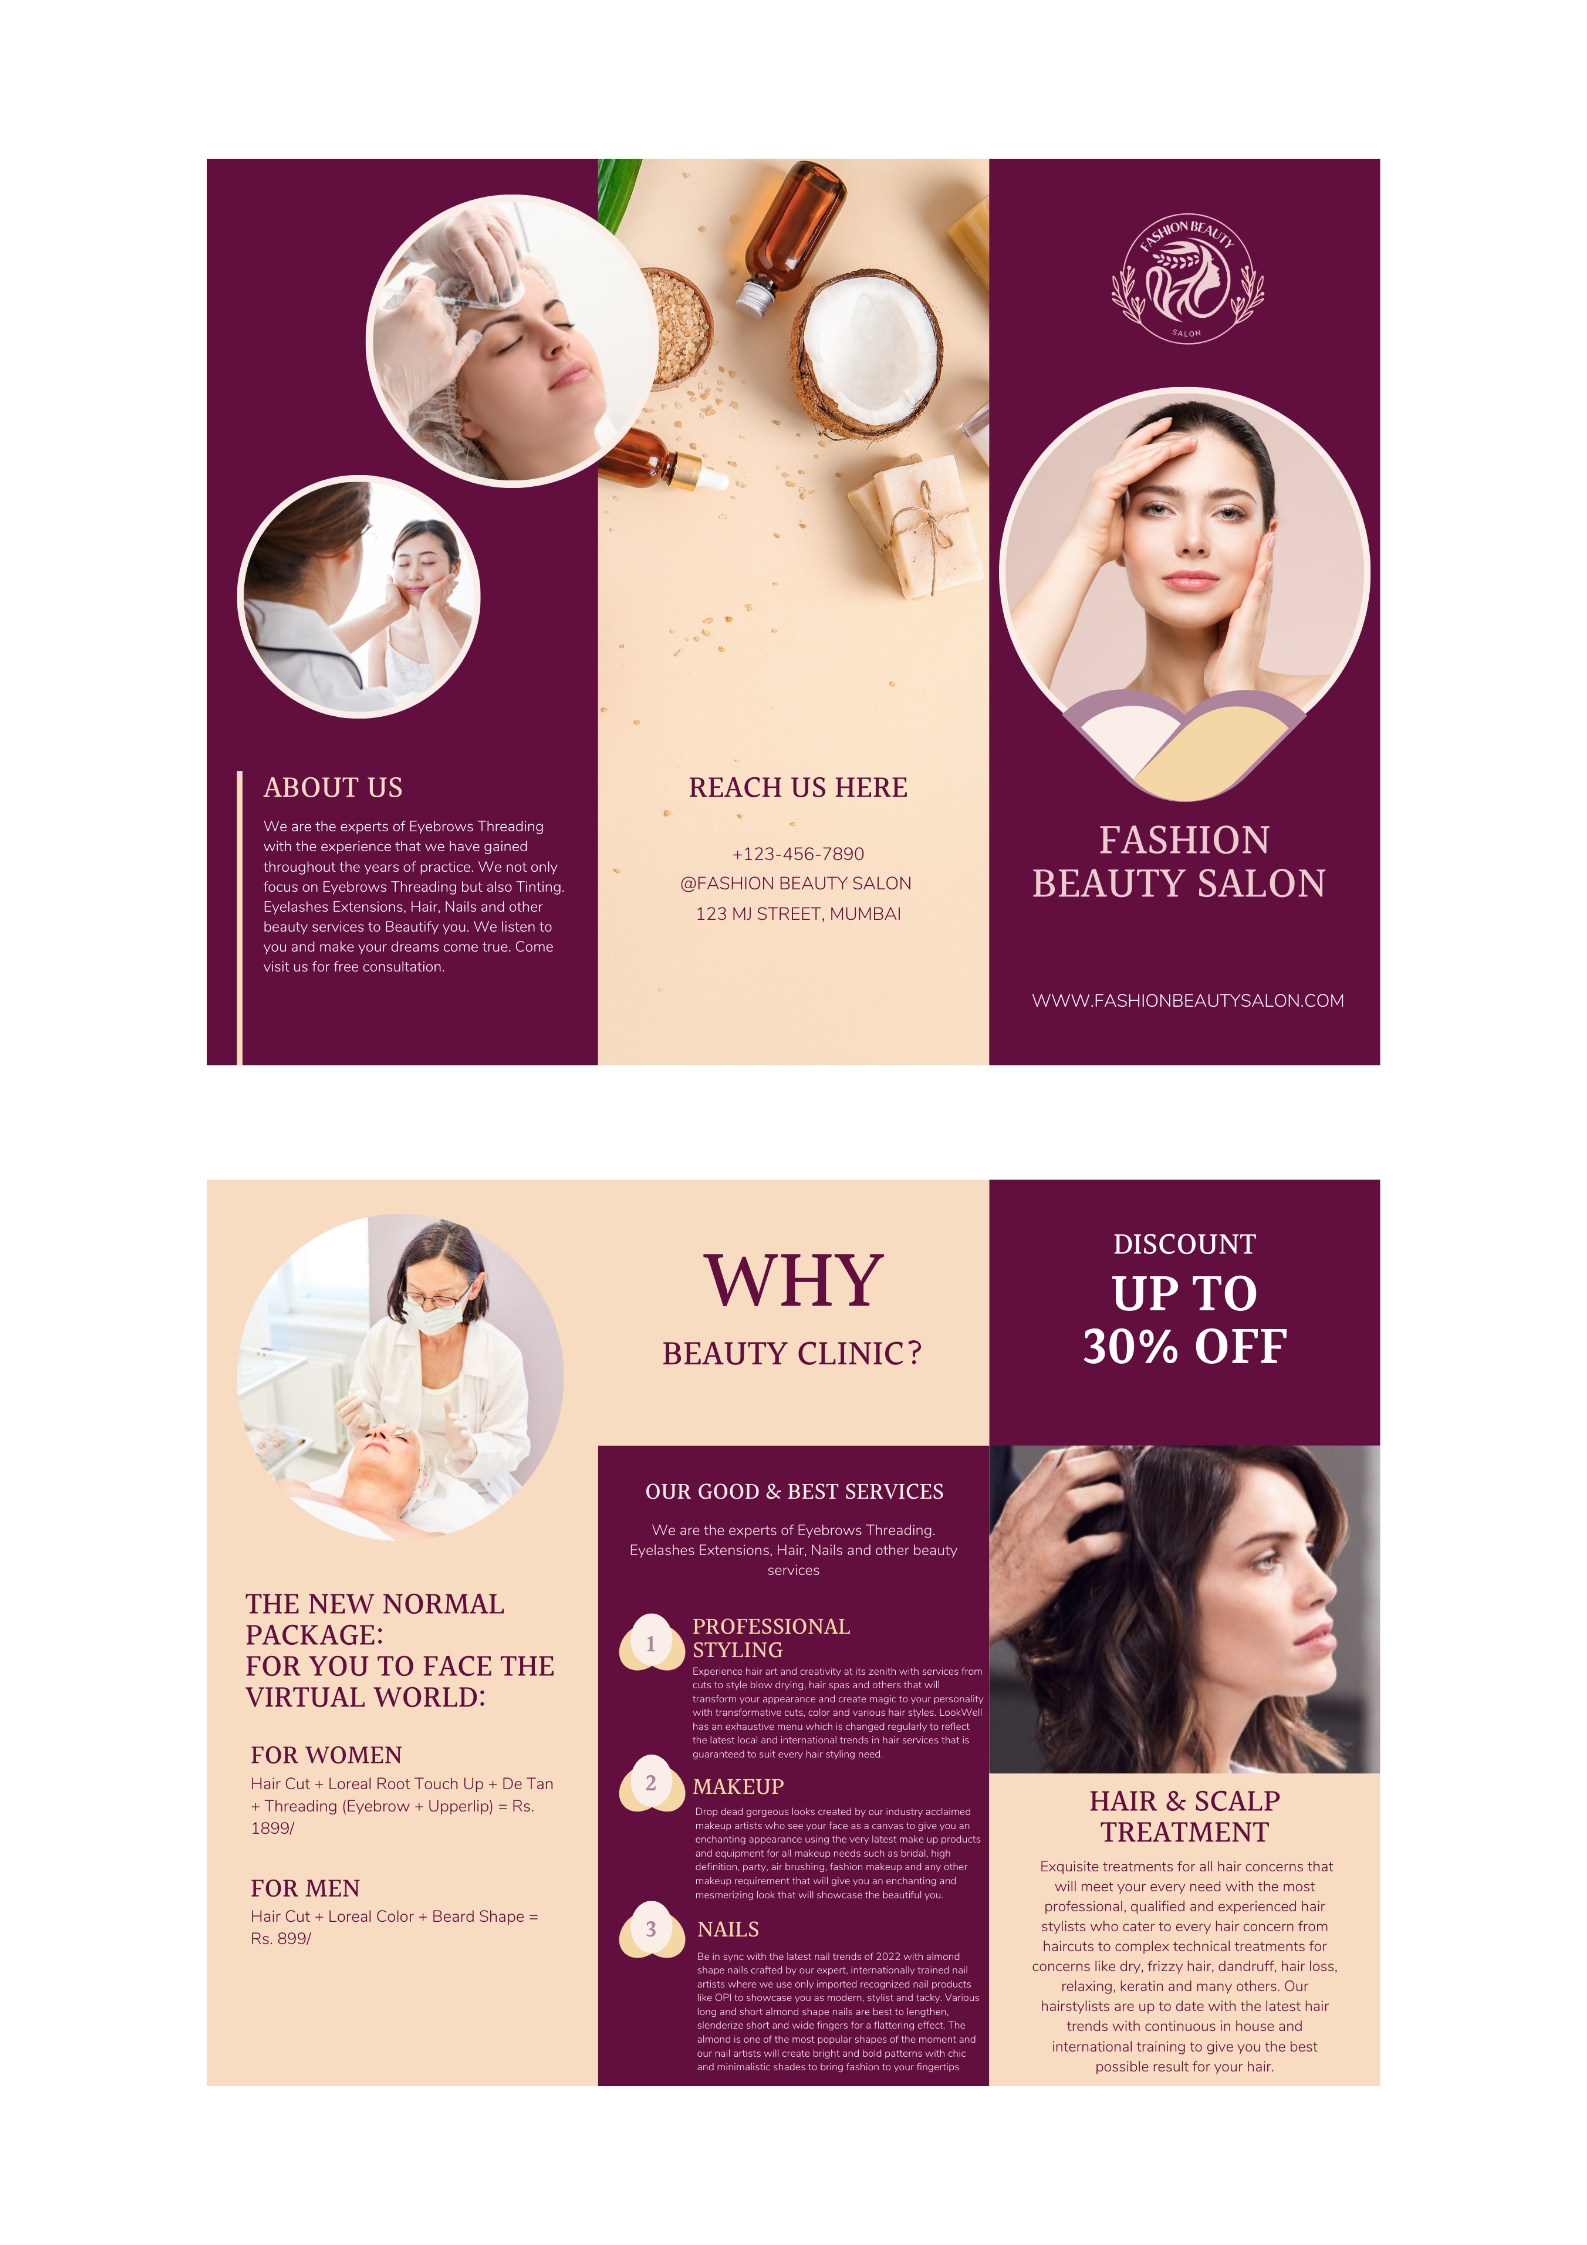 FASHION BEAUTY
SALON
ABOUT US
We are the experts of Eyebrows Threading
with the experience that we have gained
throughout the years of practice. We not only
focus on Eyebrows Threading but also Tinting.
Eyelashes Extensions, Hair, Nails and other
beauty services to Beautify you. We listen to
you and make your dreams come true. Come
visit us for free consultation.
REACH US HERE
+123-456-7890
@FASHION BEAUTY SALON
123 MJ STREET, MUMBAI
FASHION
BEAUTY SALON
WWW.FASHIONBEAUTYSALON.COM
THE NEW NORMAL
PACKAGE:
FOR YOU TO FACE THE
VIRTUAL WORLD:
FOR WOMEN
Hair Cut + Loreal Root Touch Up + De Tan
+ Threading (Eyebrow + Upperlip) = Rs.
1899/
FOR MEN
Hair Cut + Loreal Color + Beard Shape =
Rs. 899/
WHY
BEAUTY CLINIC?
OUR GOOD & BEST SERVICES
We are the experts of Eyebrows Threading.
Eyelashes Extensions, Hair, Nails and other beauty
services
1
PROFESSIONAL
STYLING
Experience hair art and creativity at its zenith with services from
cuts to style blow drying, hair spas and others that will
transform your appearance and create magic to your personality
with transformative cuts, color and various hair styles. LookWell
has an exhaustive menu which is changed regularly to reflect
the latest local and international trends in hair services that is
guaranteed to suit every hair styling need.
2
MAKEUP
Drop dead gorgeous looks created by our industry acclaimed
makeup artists who see your face as a canvas to give you an
enchanting appearance using the very latest make up products
and equipment for all makeup needs such as bridal, high
definition, party, air brushing, fashion makeup and any other
makeup requirement that will give you an enchanting and
mesmerizing look that will showcase the beautiful you.
3
NAILS
Be in sync with the latest nail trends of 2022 with almond
shape nails crafted by our expert, internationally trained nail
artists where we use only imported recognized nail products
like OPI to showcase you as modern, stylist and tacky. Various
long and short almond shape nails are best to lengthen,
slenderize short and wide fingers for a flattering effect. The
almond is one of the most popular shapes of the moment and
our nail artists will create bright and bold patterns with chic
and minimalistic shades to bring fashion to your fingertips
DISCOUNT
UP TO
30% OFF
HAIR & SCALP
TREATMENT
Exquisite treatments for all hair concerns that
will meet your every need with the most
professional, qualified and experienced hair
stylists who cater to every hair concern from
haircuts to complex technical treatments for
concerns like dry, frizzy hair, dandruff, hair loss,
relaxing, keratin and many others. Our
hairstylists are up to date with the latest hair
trends with continuous in house and
international training to give you the best
possible result for your hair.